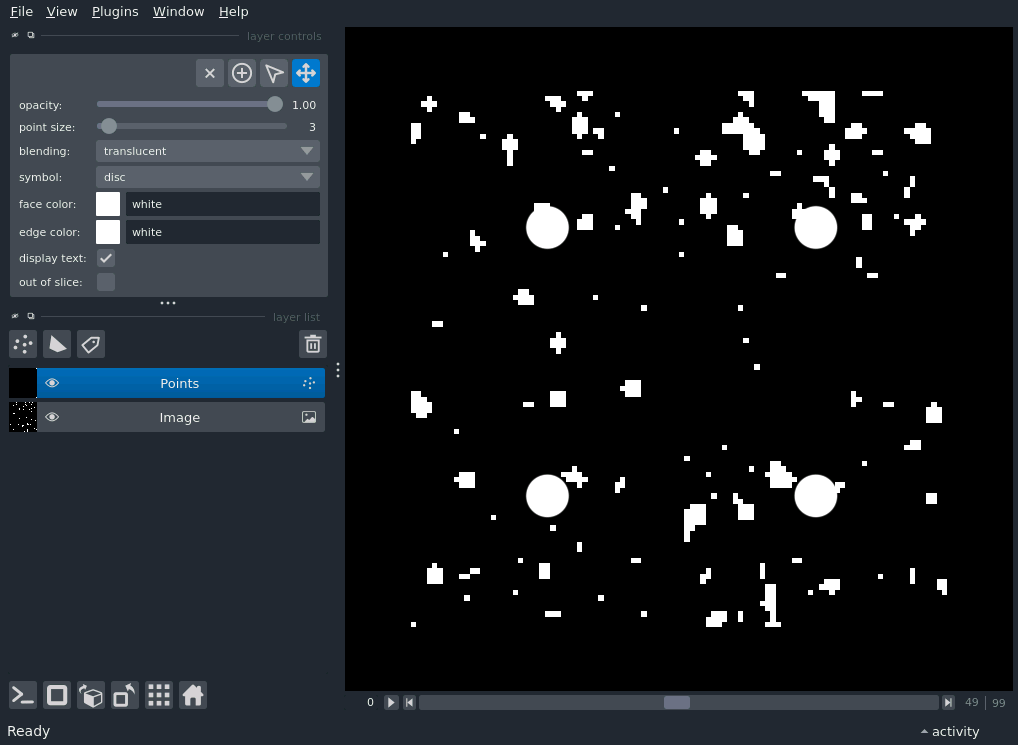 File View Plugins Window Help
layer controls
opacity: 1.00
point size: 3
blending: translucent
symbol: disc
face color: white
edge color: white
display text:
out of slice:
layer list
Points
Image
0 49 99
Ready
activity